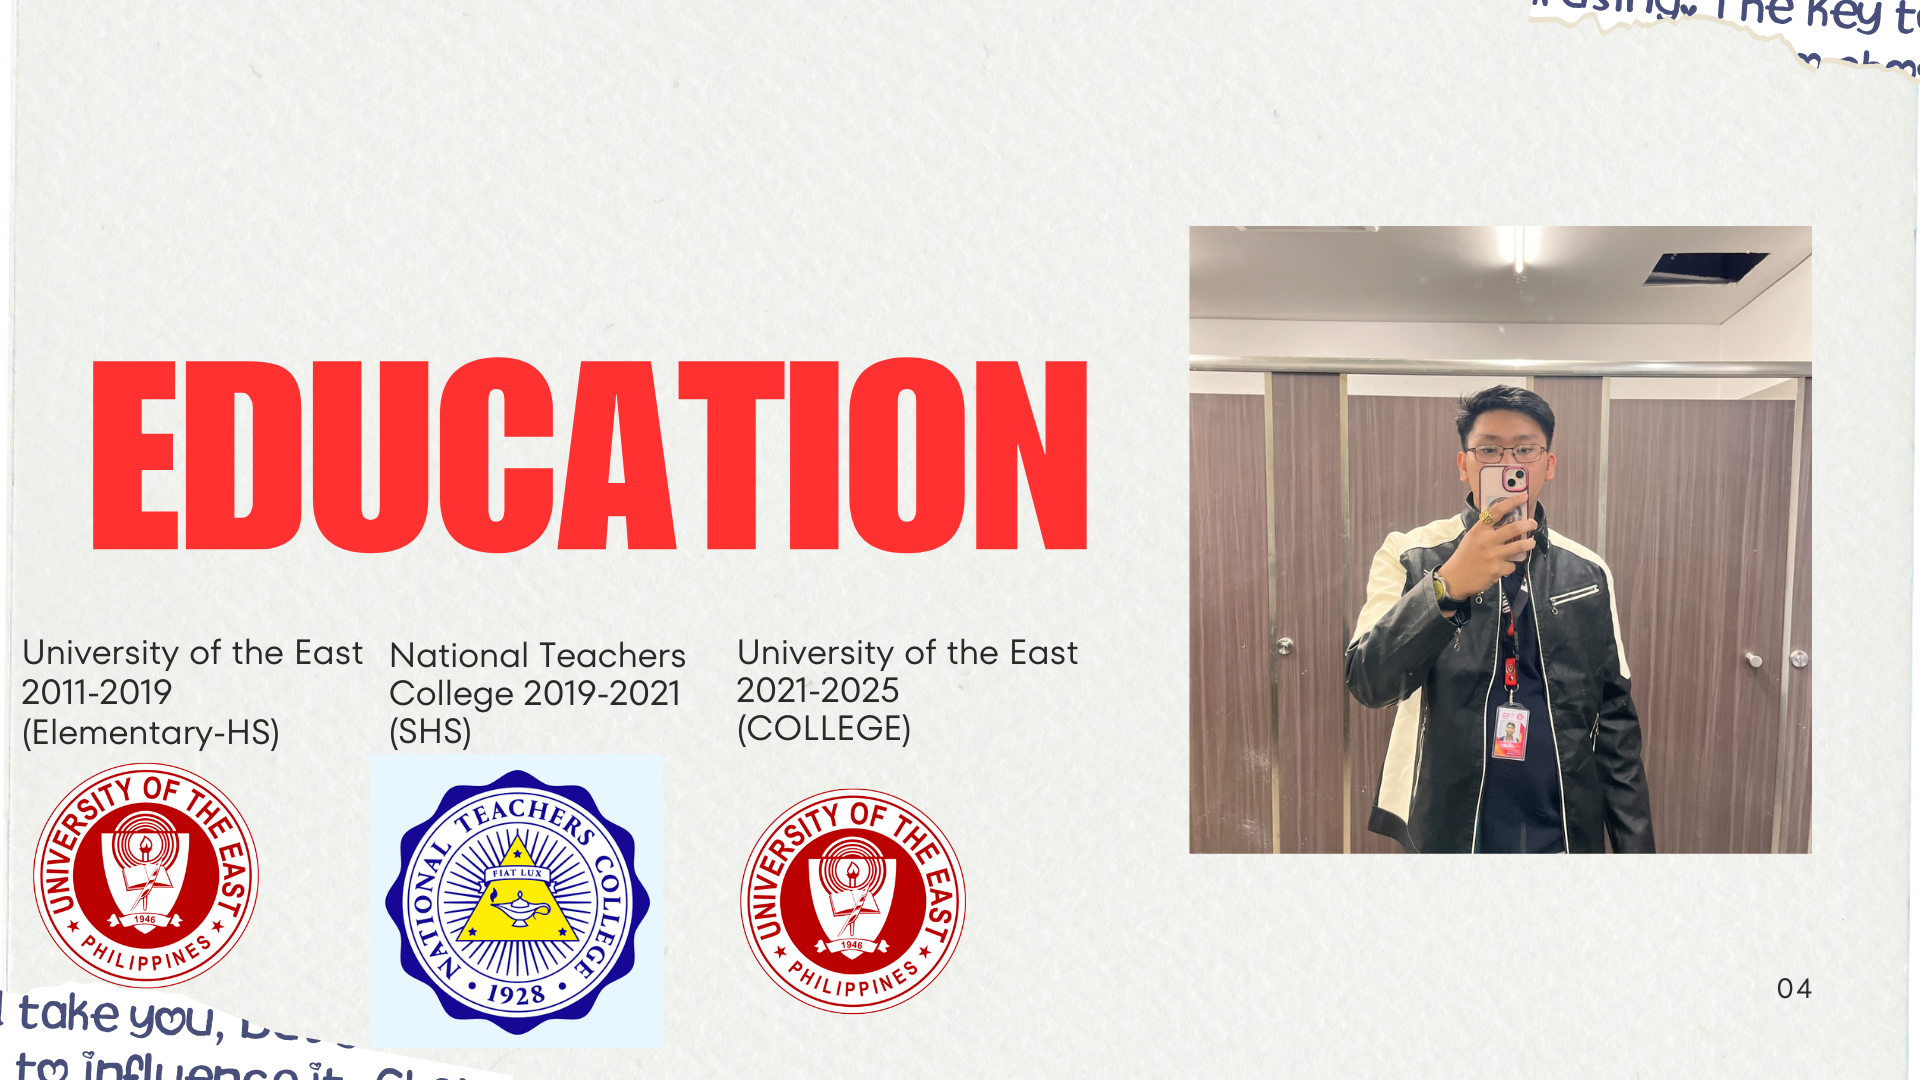 The Key t
EDUCATION
University of the East
2011-2019
(Elementary-HS)
National Teachers
College 2019-2021
(SHS)
University of the East
2021-2025
(COLLEGE)
UNIVERSITY OF THE EAST
1946
PHILIPPINES
NATIONAL TEACHERS COLLEGE
FIAT LUX
1928
UNIVERSITY OF THE EAST
1946
PHILIPPINES
take you,
to influence it.
04